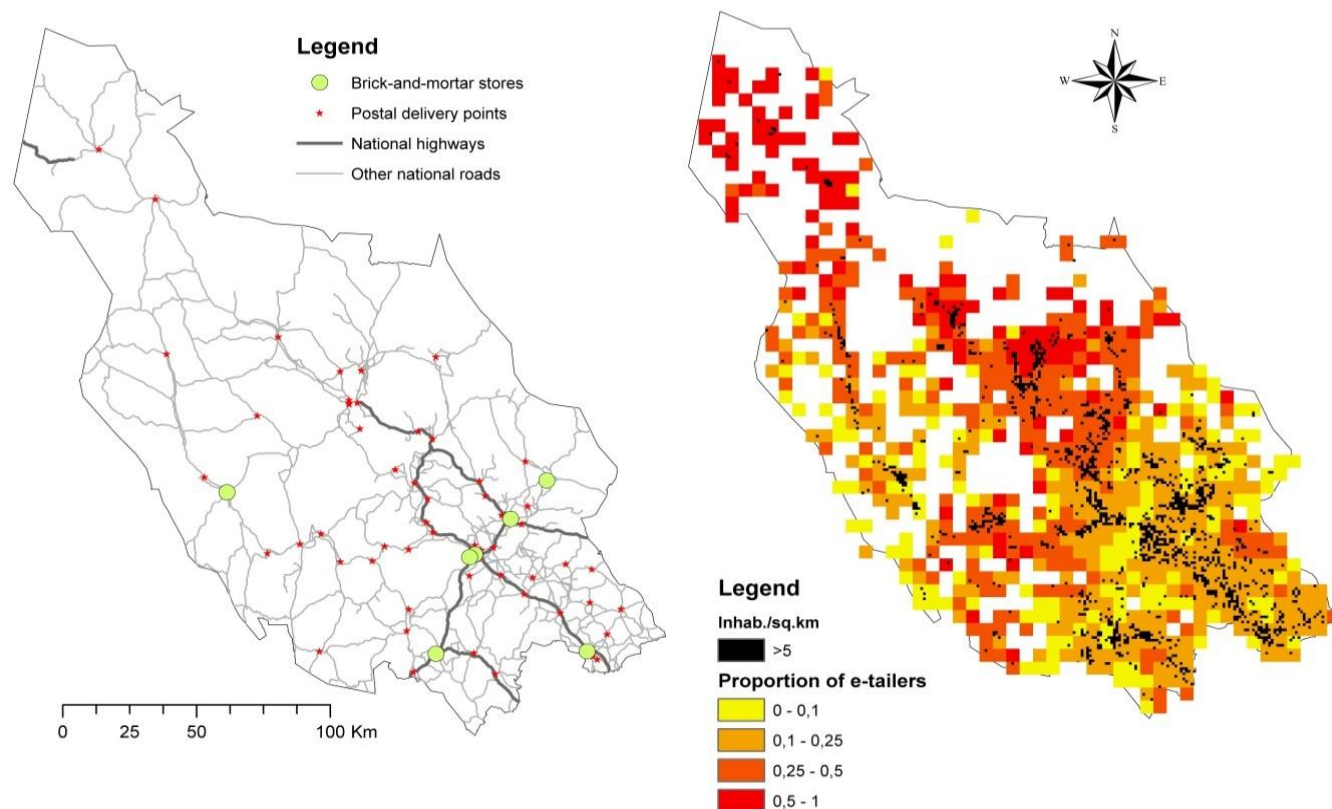 Legend
Brick-and-mortar stores
Postal delivery points
National highways
Other national roads
0 25 50 100 Km
N
W E
S
Legend
Inhab./sq.km
>5
Proportion of e-tailers
0 - 0,1
0,1 - 0,25
0,25 - 0,5
0,5 - 1